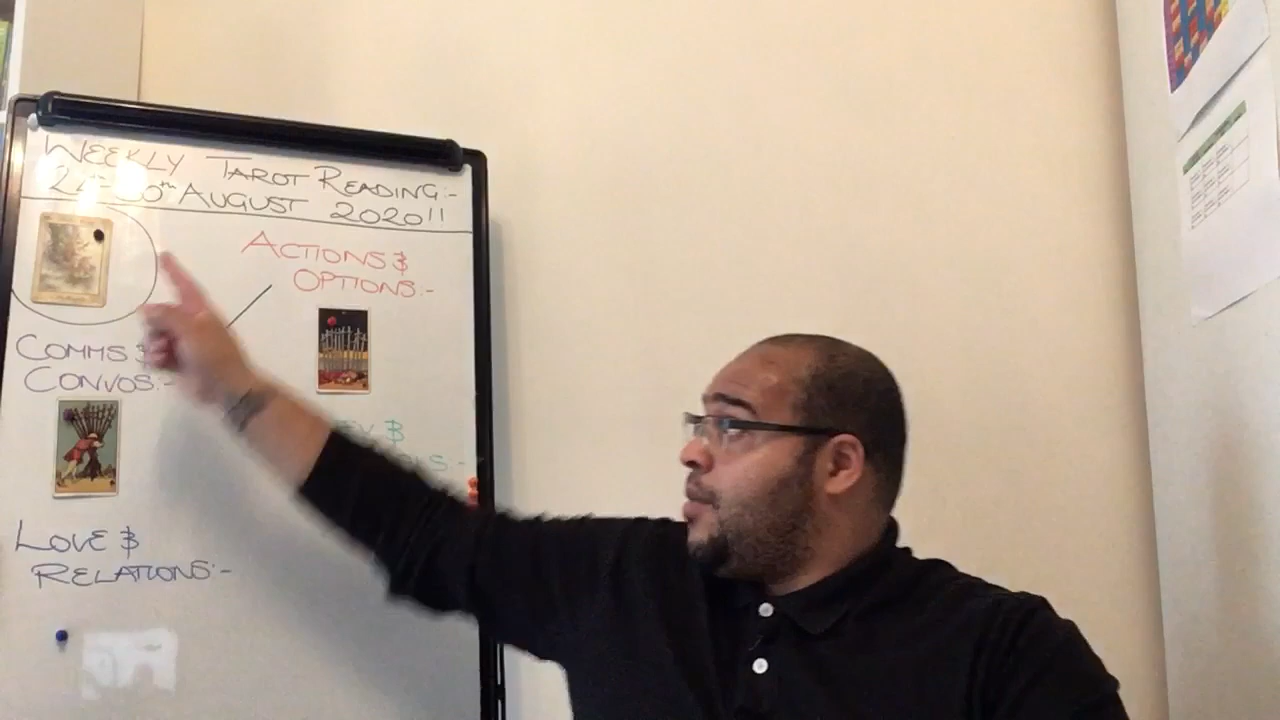 WEEKLY TAROT READING:-
AUGUST 2020!!
ACTIONS &
OPTIONS:-
COMMS &
CONVOS:-
LOVE &
RELATIONS:-